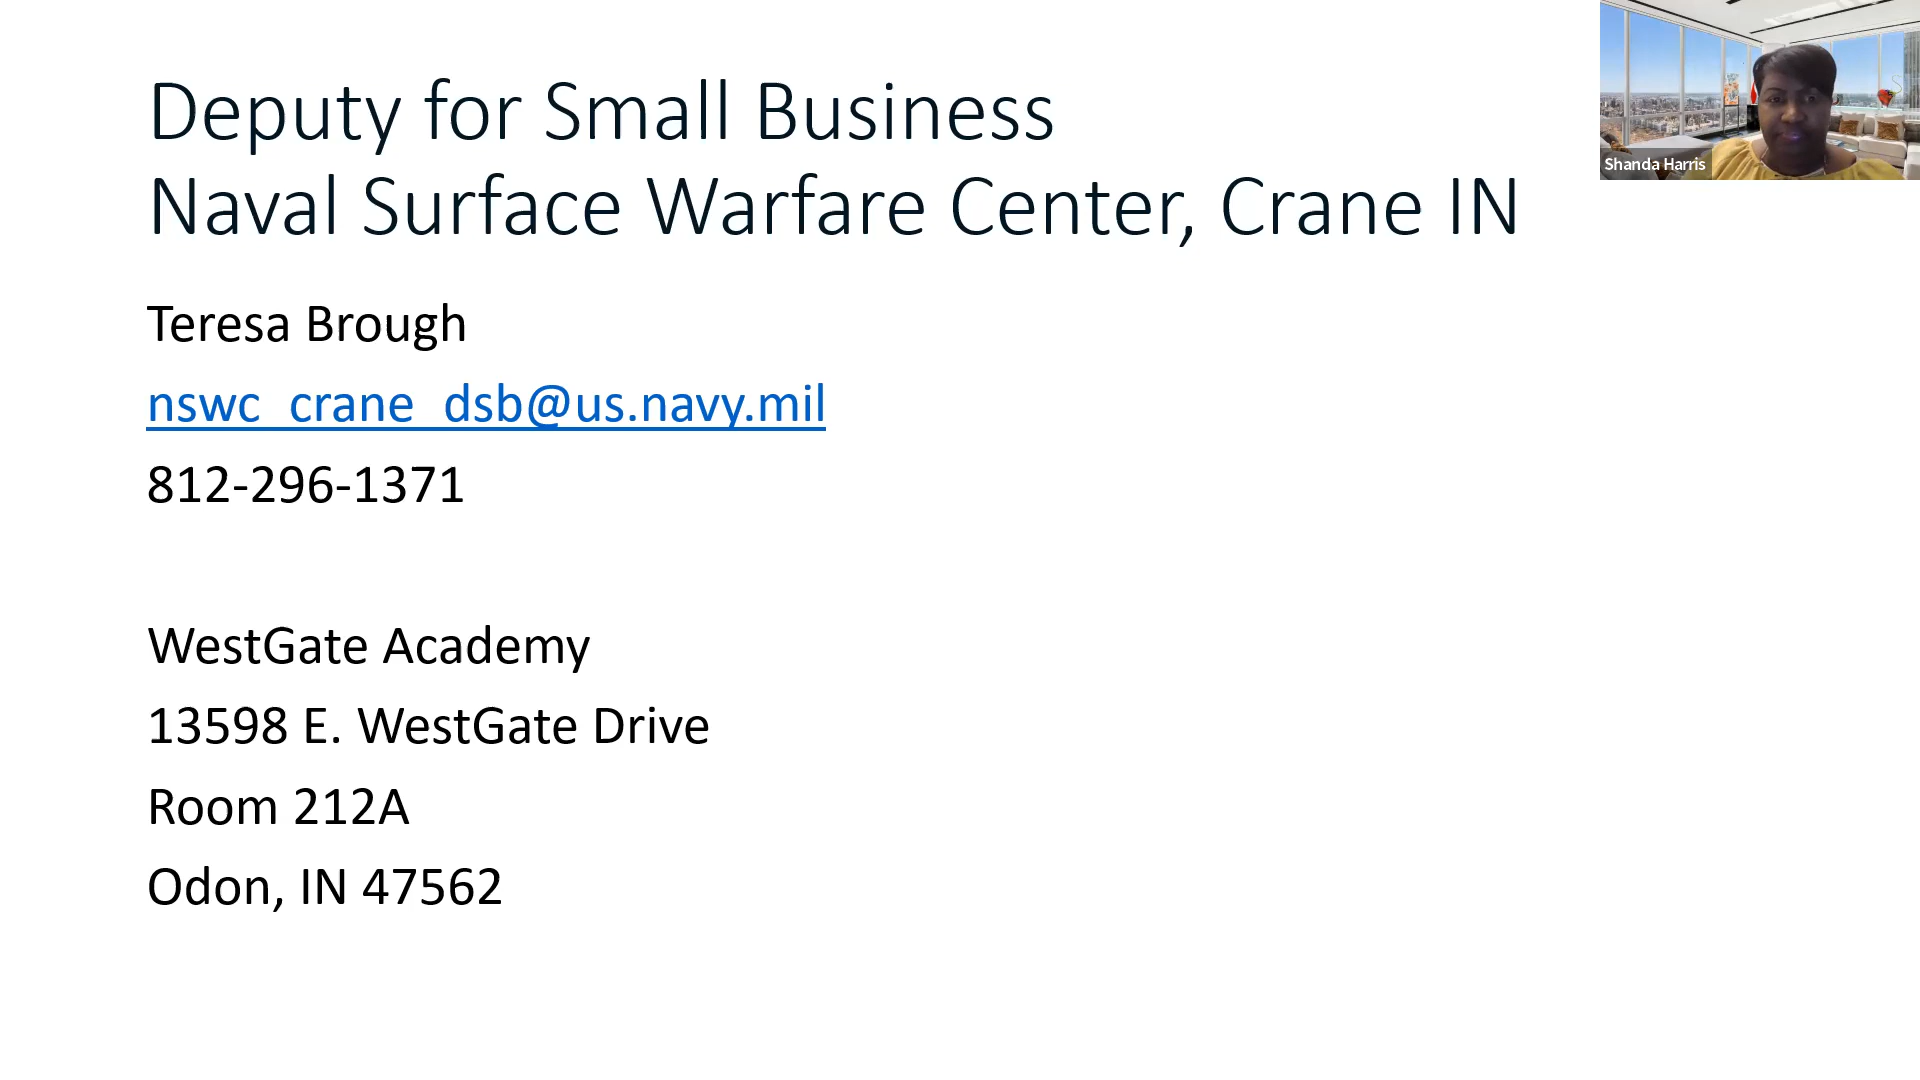 Deputy for Small Business
Naval Surface Warfare Center, Crane IN
Teresa Brough
nswc_crane_dsb@us.navy.mil
812-296-1371
WestGate Academy
13598 E. WestGate Drive
Room 212A
Odon, IN 47562
Shanda Harris